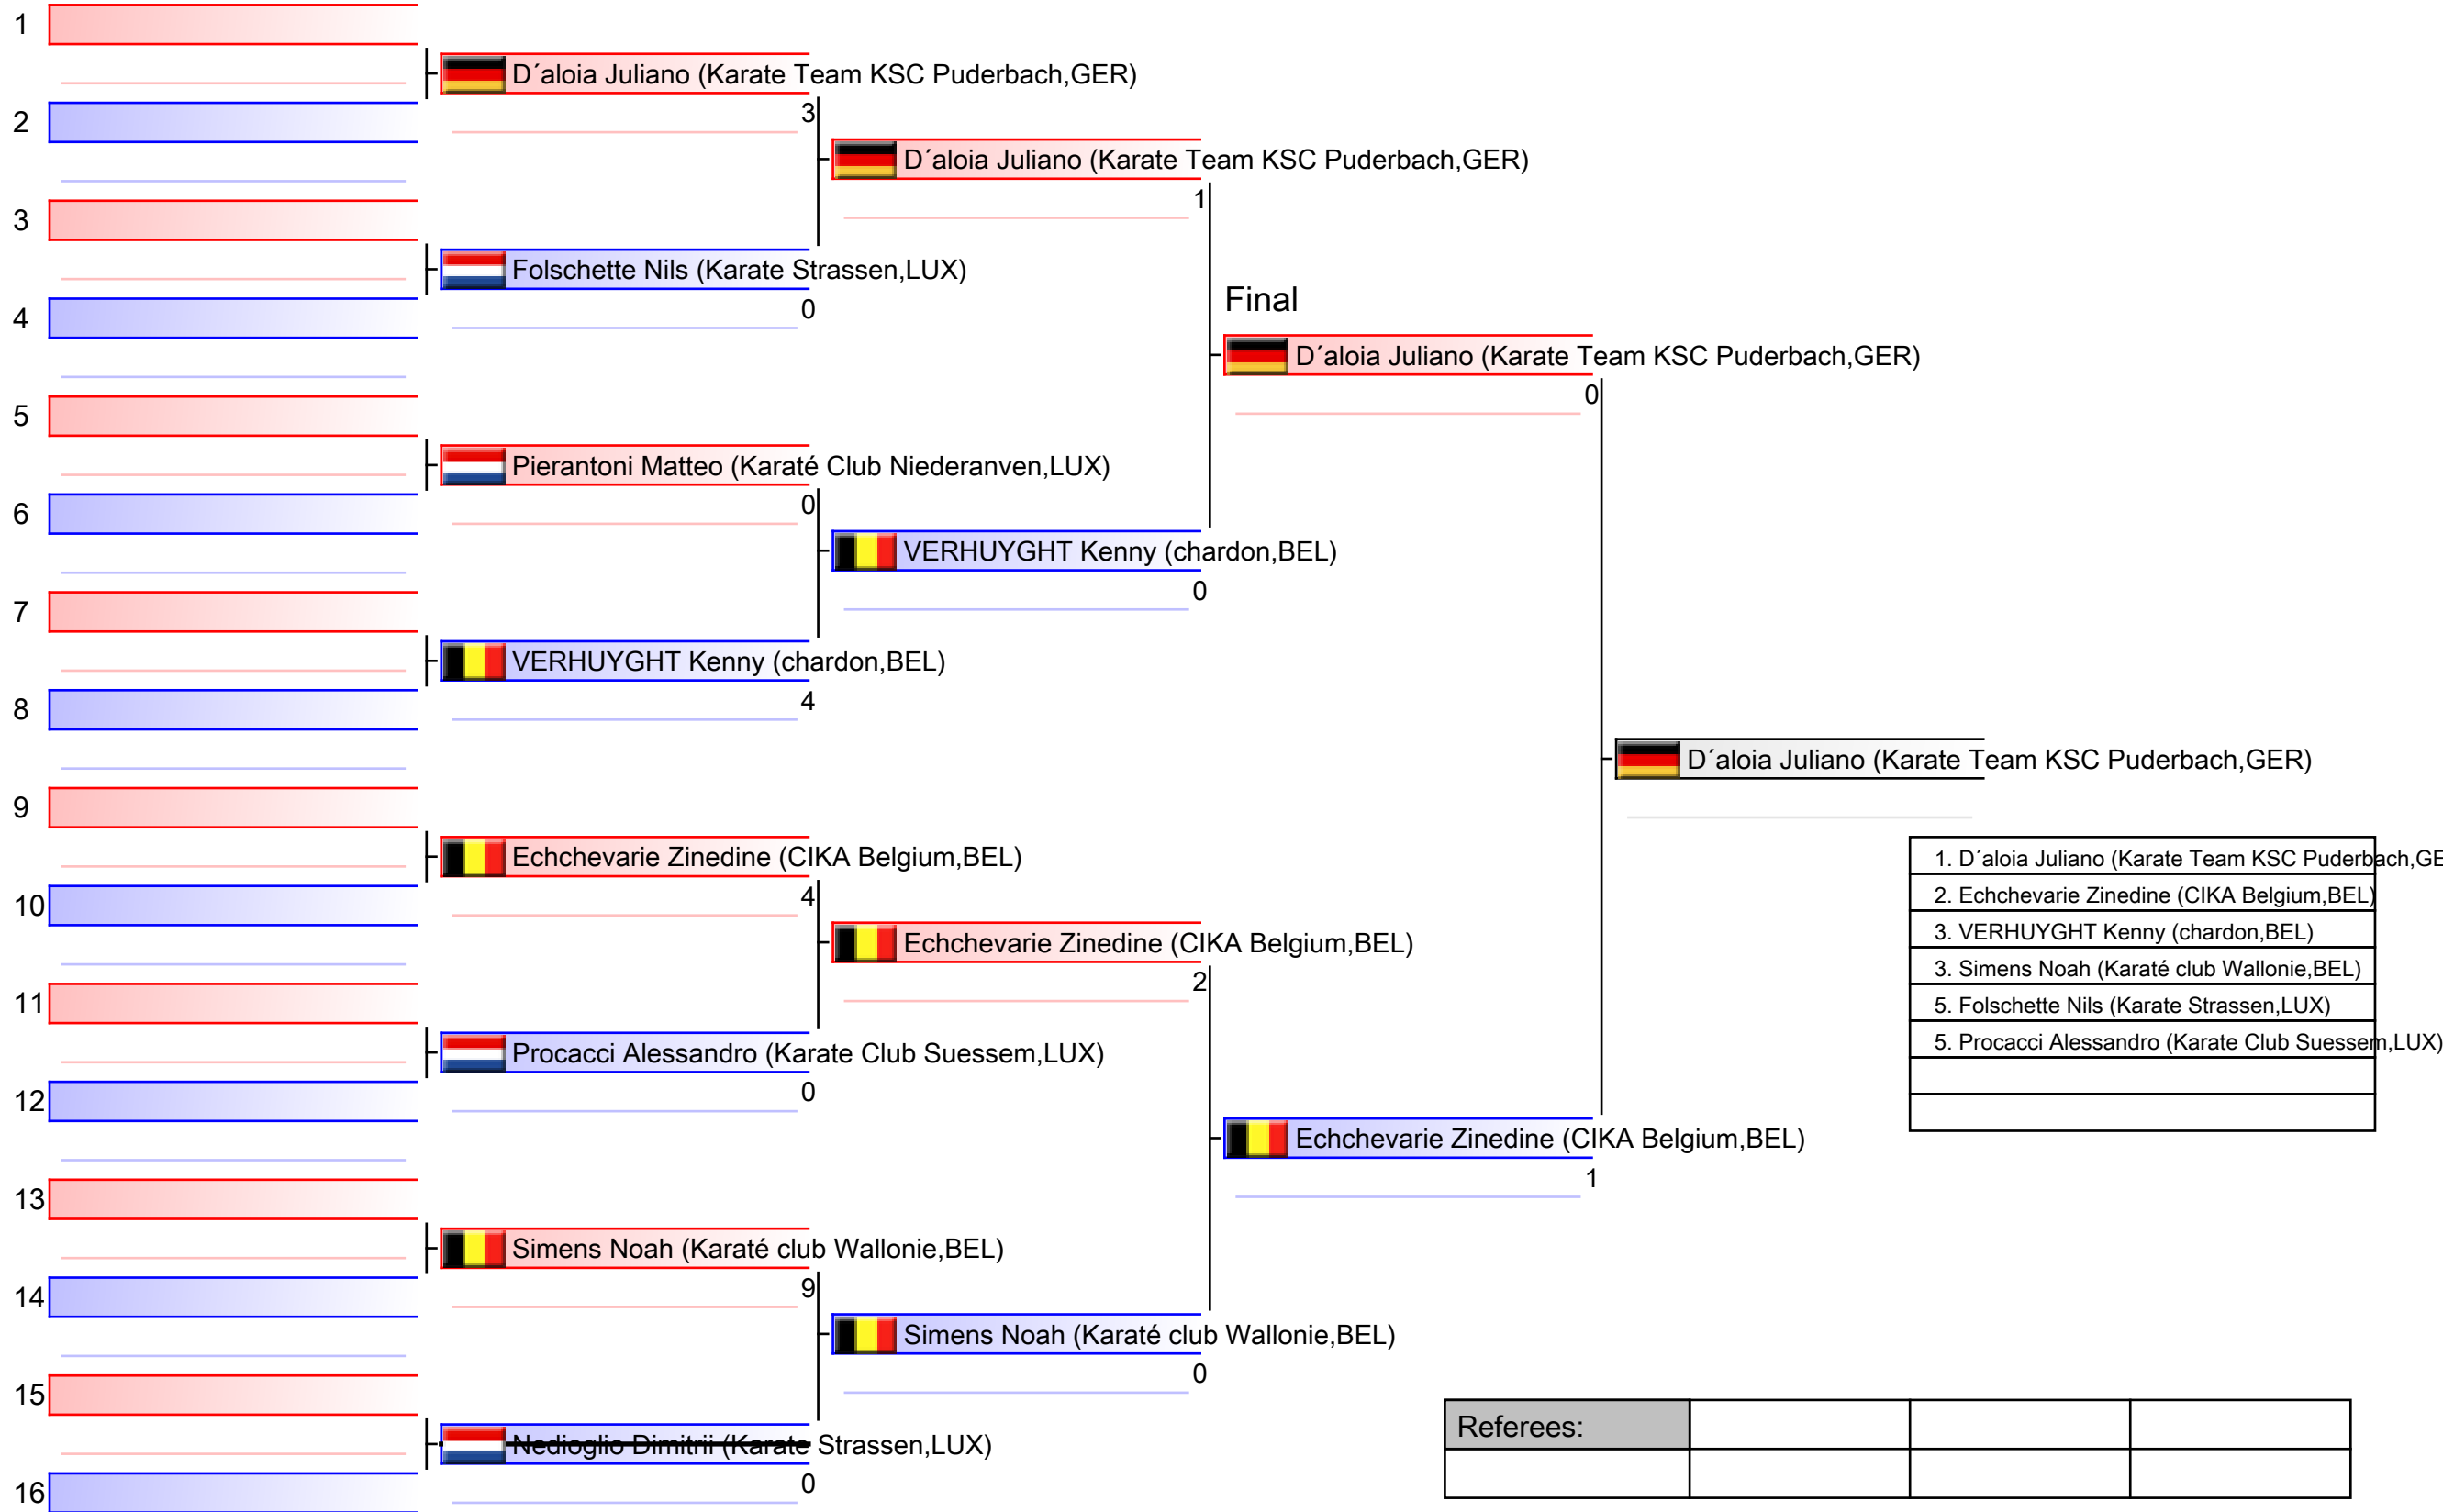 1
D´aloia Juliano (Karate Team KSC Puderbach,GER)
3
2
D´aloia Juliano (Karate Team KSC Puderbach,GER)
1
3
Folschette Nils (Karate Strassen,LUX)
0
4
Final
D´aloia Juliano (Karate Team KSC Puderbach,GER)
0
5
Pierantoni Matteo (Karaté Club Niederanven,LUX)
0
6
VERHUYGHT Kenny (chardon,BEL)
0
7
VERHUYGHT Kenny (chardon,BEL)
4
8
D´aloia Juliano (Karate Team KSC Puderbach,GER)
9
Echchevarie Zinedine (CIKA Belgium,BEL)
4
10
Echchevarie Zinedine (CIKA Belgium,BEL)
2
11
Procacci Alessandro (Karate Club Suessem,LUX)
0
12
Echchevarie Zinedine (CIKA Belgium,BEL)
1
13
Simens Noah (Karaté club Wallonie,BEL)
9
14
Simens Noah (Karaté club Wallonie,BEL)
0
15
Nedioglio Dimitrii (Karate Strassen,LUX)
0
16
1. D´aloia Juliano (Karate Team KSC Puderbach,GE
2. Echchevarie Zinedine (CIKA Belgium,BEL)
3. VERHUYGHT Kenny (chardon,BEL)
3. Simens Noah (Karaté club Wallonie,BEL)
5. Folschette Nils (Karate Strassen,LUX)
5. Procacci Alessandro (Karate Club Suessem,LUX)
Referees: